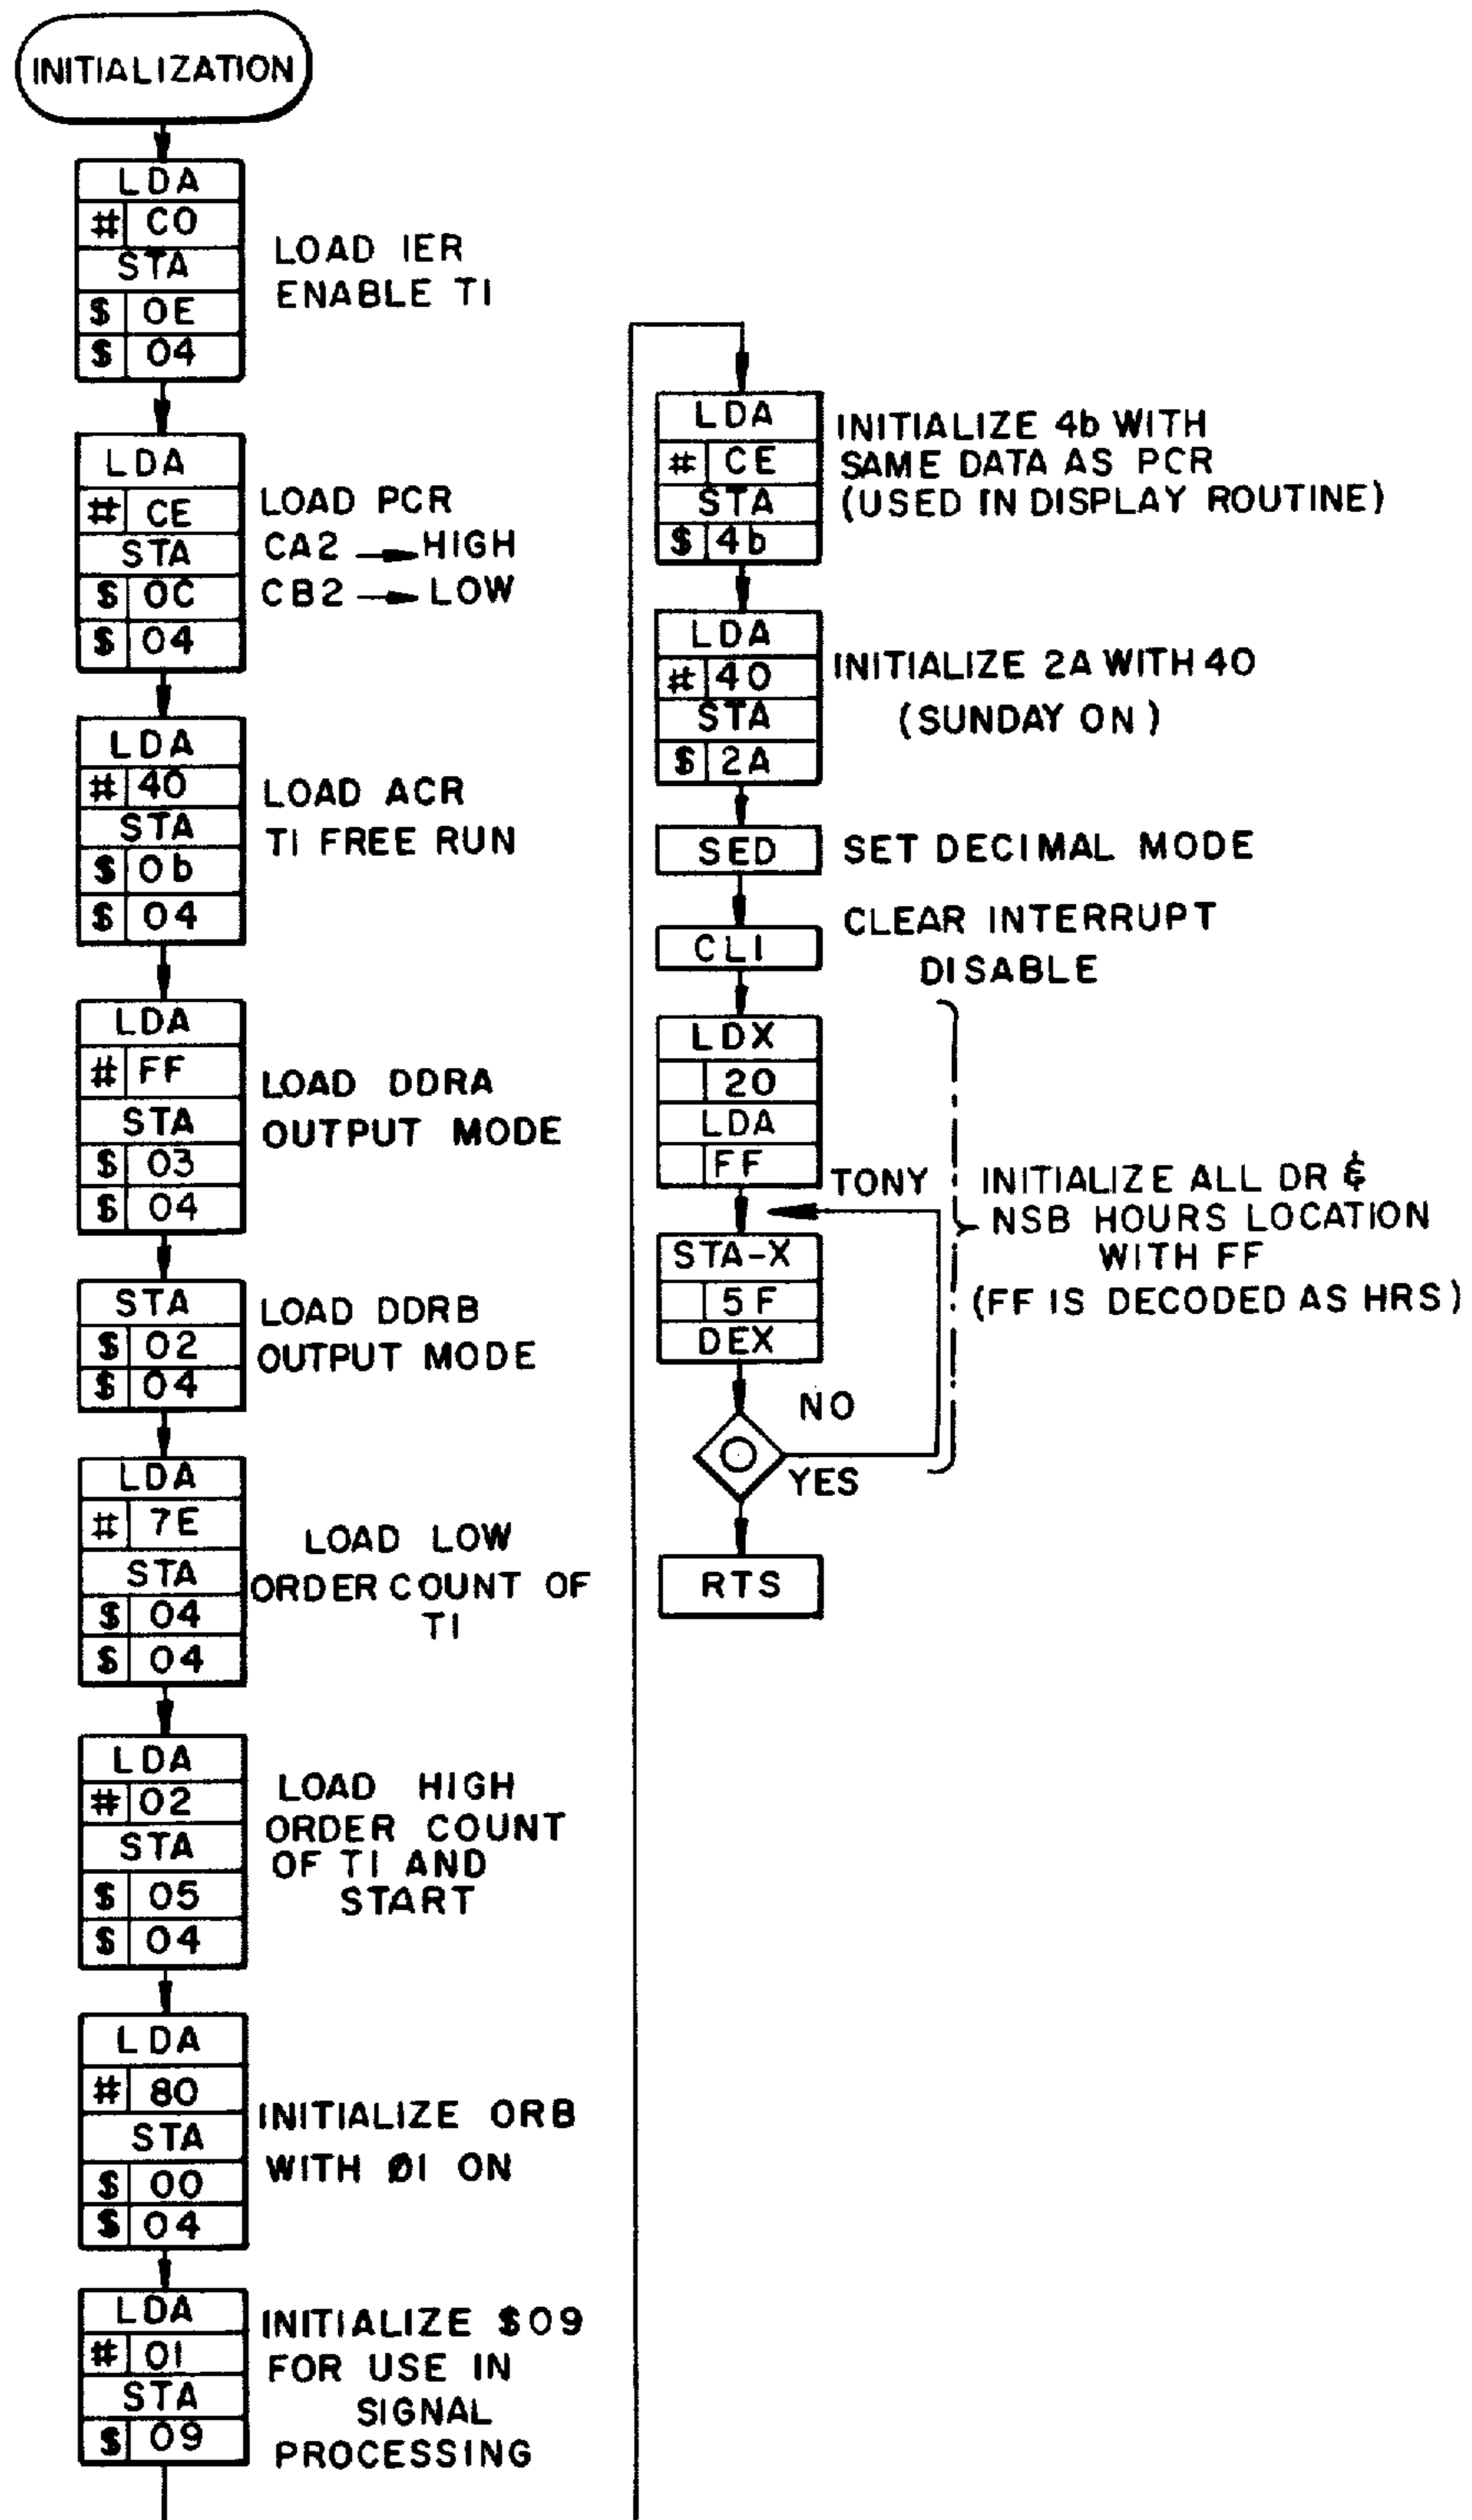 INITIALIZATION
LDA
# CO
STA
$ OE
$ 04
LOAD IER
ENABLE TI
LDA
# CE
STA
$ OC
$ 04
LOAD PCR
CA2 → HIGH
CB2 → LOW
LDA
# 40
STA
$ Ob
$ 04
LOAD ACR
TI FREE RUN
LDA
# FF
STA
$ 03
$ 04
LOAD DDRA
OUTPUT MODE
STA
$ 02
$ 04
LOAD DDRB
OUTPUT MODE
LDA
# 7E
STA
$ 04
$ 04
LOAD LOW
ORDER COUNT OF
TI
LDA
# 02
STA
$ 05
$ 04
LOAD HIGH
ORDER COUNT
OF TI AND
START
LDA
# 80
STA
$ 00
$ 04
INITIALIZE ORB
WITH Ø1 ON
LDA
# 01
STA
$ 09
INITIALIZE $09
FOR USE IN
SIGNAL
PROCESSING
LDA
# CE
STA
$ 4b
INITIALIZE 4b WITH
SAME DATA AS PCR
(USED IN DISPLAY ROUTINE)
LDA
# 40
STA
$ 2A
INITIALIZE 2A WITH 40
(SUNDAY ON)
SED
SET DECIMAL MODE
CLI
CLEAR INTERRUPT
DISABLE
LDX
20
LDA
FF
TONY
STA-X
5F
DEX
INITIALIZE ALL DR &
NSB HOURS LOCATION
WITH FF
(FF IS DECODED AS HRS)
NO
O
YES
RTS